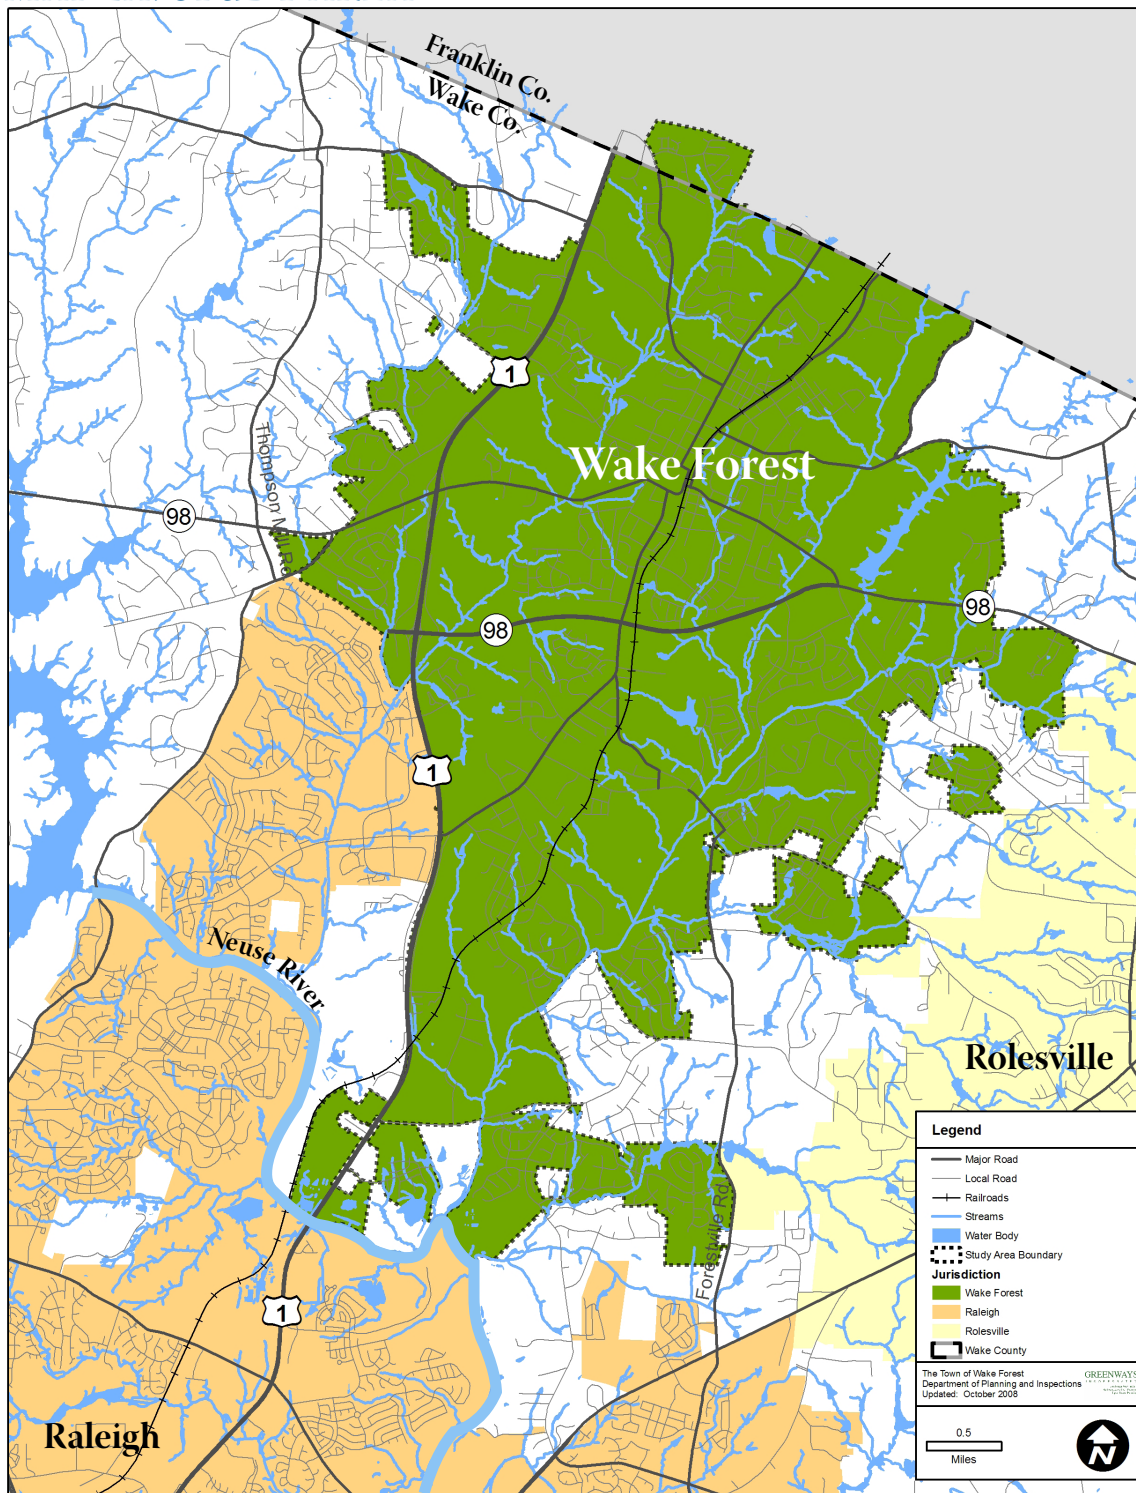 Franklin Co.
Wake Co.
1
Wake Forest
Thompson Mill Rd
98
98
98
1
Neuse River
Rolesville
Forestville Rd
1
Raleigh
Legend
Major Road
Local Road
Railroads
Streams
Water Body
Study Area Boundary
Jurisdiction
Wake Forest
Raleigh
Rolesville
Wake County
The Town of Wake Forest
Department of Planning and Inspections
Updated: October 2008
GREENWAYS
0.5
Miles
N